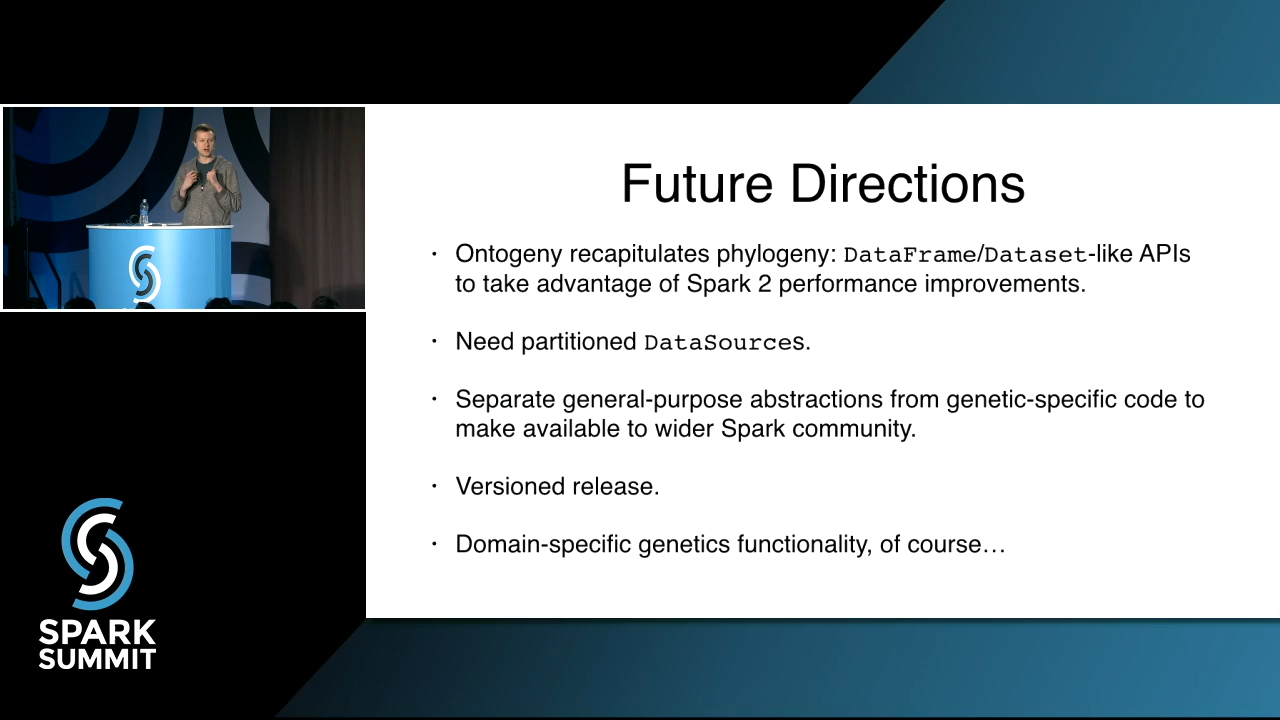 Future Directions
· Ontogeny recapitulates phylogeny: DataFrame/Dataset-like APIs
to take advantage of Spark 2 performance improvements.
· Need partitioned DataSources.
· Separate general-purpose abstractions from genetic-specific code to
make available to wider Spark community.
· Versioned release.
· Domain-specific genetics functionality, of course…
SPARK
SUMMIT